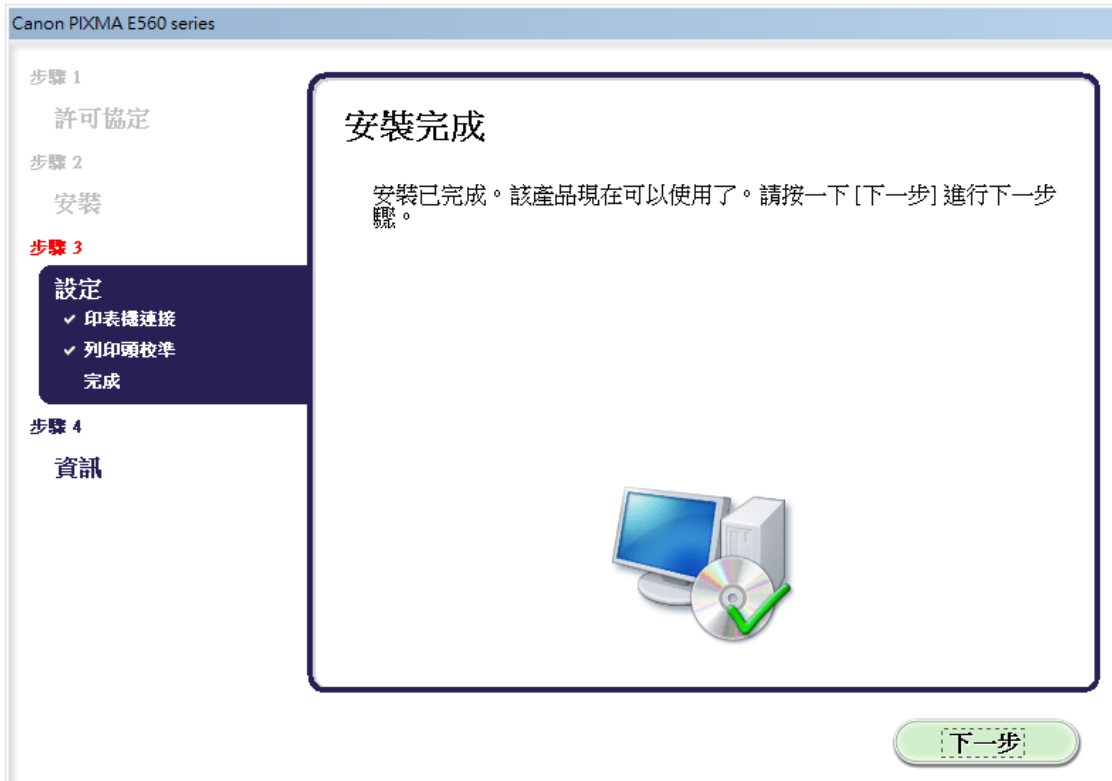 Canon PIXMA E560 series
步驟 1
許可協定
步驟 2
安裝
步驟 3
設定
✓ 印表機連接
✓ 列印頭校準
完成
步驟 4
資訊
安裝完成
安裝已完成。該產品現在可以使用了。請按一下 [下一步] 進行下一步
驟。
下一步